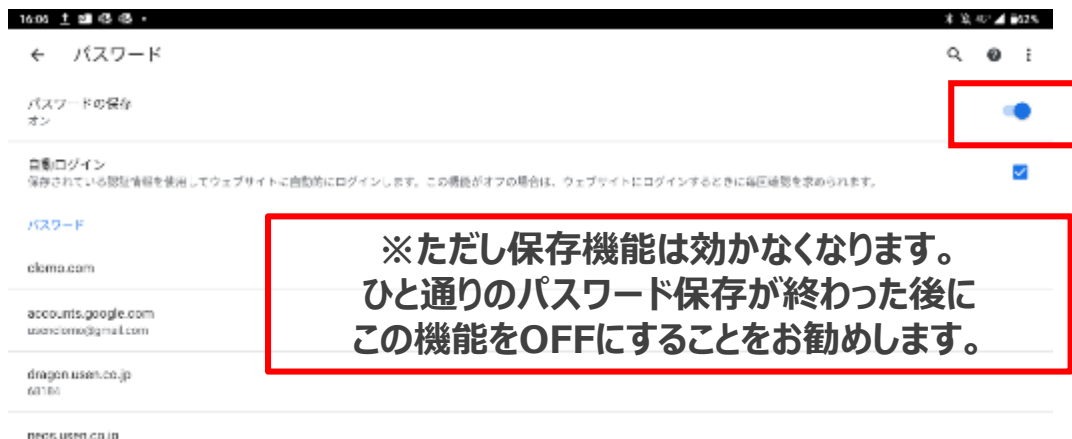 16:06
62%
← パスワード
パスワードの保存
オン
自動ログイン
保存されている認証情報を使用してウェブサイトに自動的にログインします。この機能がオフの場合は、ウェブサイトにログインするときに毎回確認を求められます。
パスワード
clomo.com
accounts.google.com
usenclomo@gmail.com
dragon.usen.co.jp
※ただし保存機能は効かなくなります。
ひと通りのパスワード保存が終わった後に
この機能をOFFにすることをお勧めします。